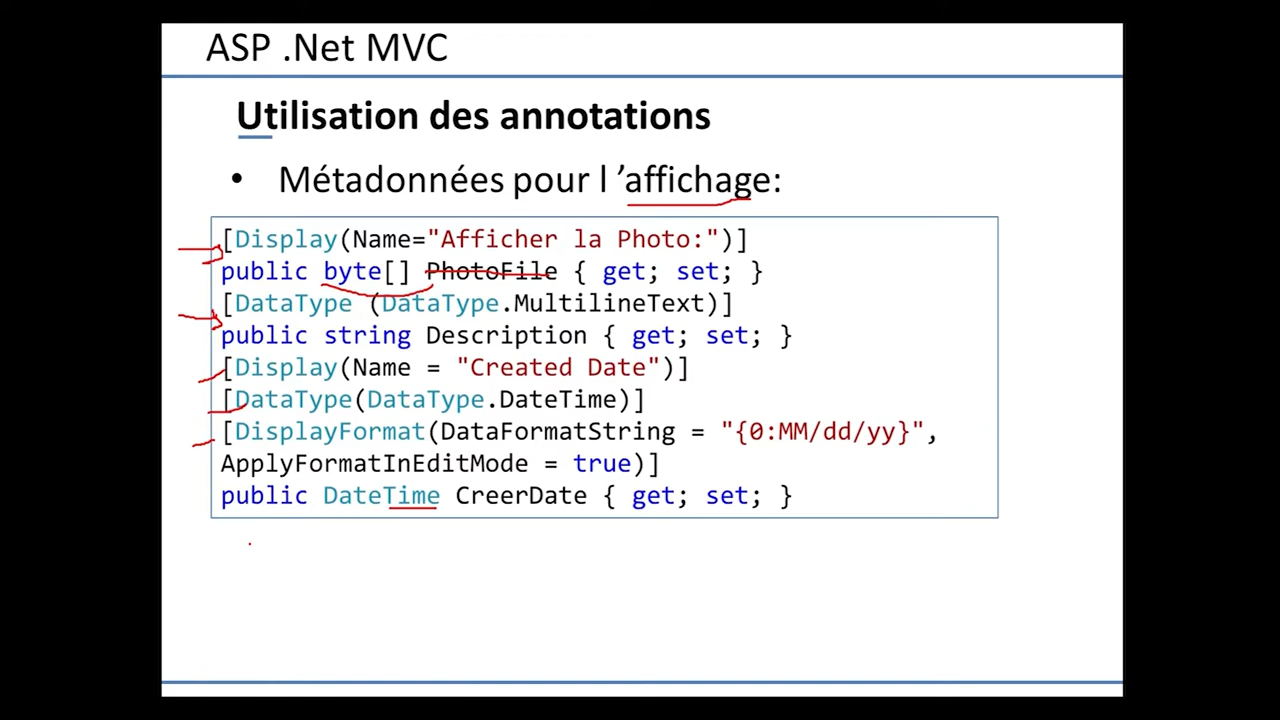 ASP .Net MVC
Utilisation des annotations
• Métadonnées pour l ’affichage:
[Display(Name="Afficher la Photo:")]
public byte[] PhotoFile { get; set; }
[DataType (DataType.MultilineText)]
public string Description { get; set; }
[Display(Name = "Created Date")]
[DataType(DataType.DateTime)]
[DisplayFormat(DataFormatString = "{0:MM/dd/yy}",
ApplyFormatInEditMode = true)]
public DateTime CreerDate { get; set; }